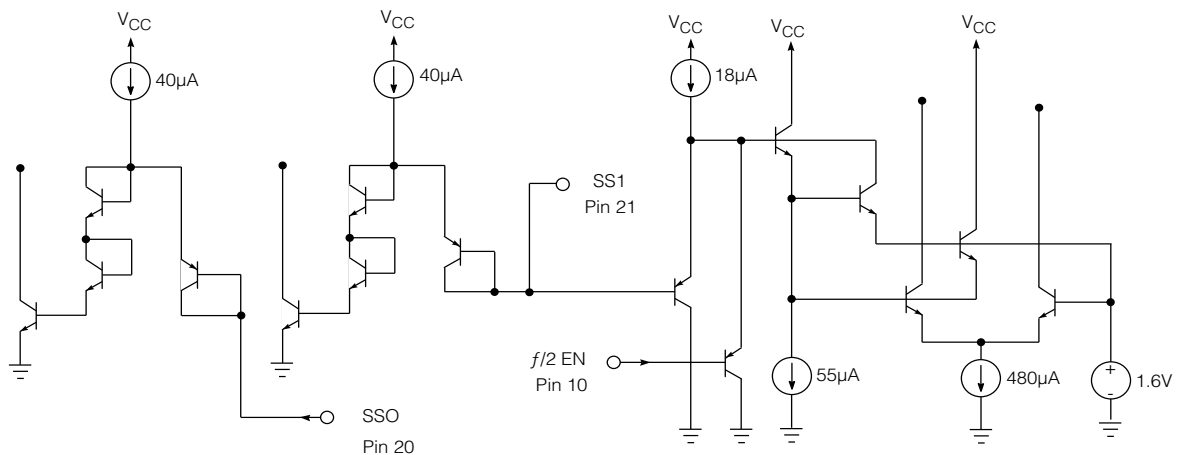 VCC
VCC
VCC
VCC
VCC
40µA
40µA
18µA
SS1
Pin 21
ƒ/2 EN
Pin 10
55µA
480µA
+
-
1.6V
SSO
Pin 20